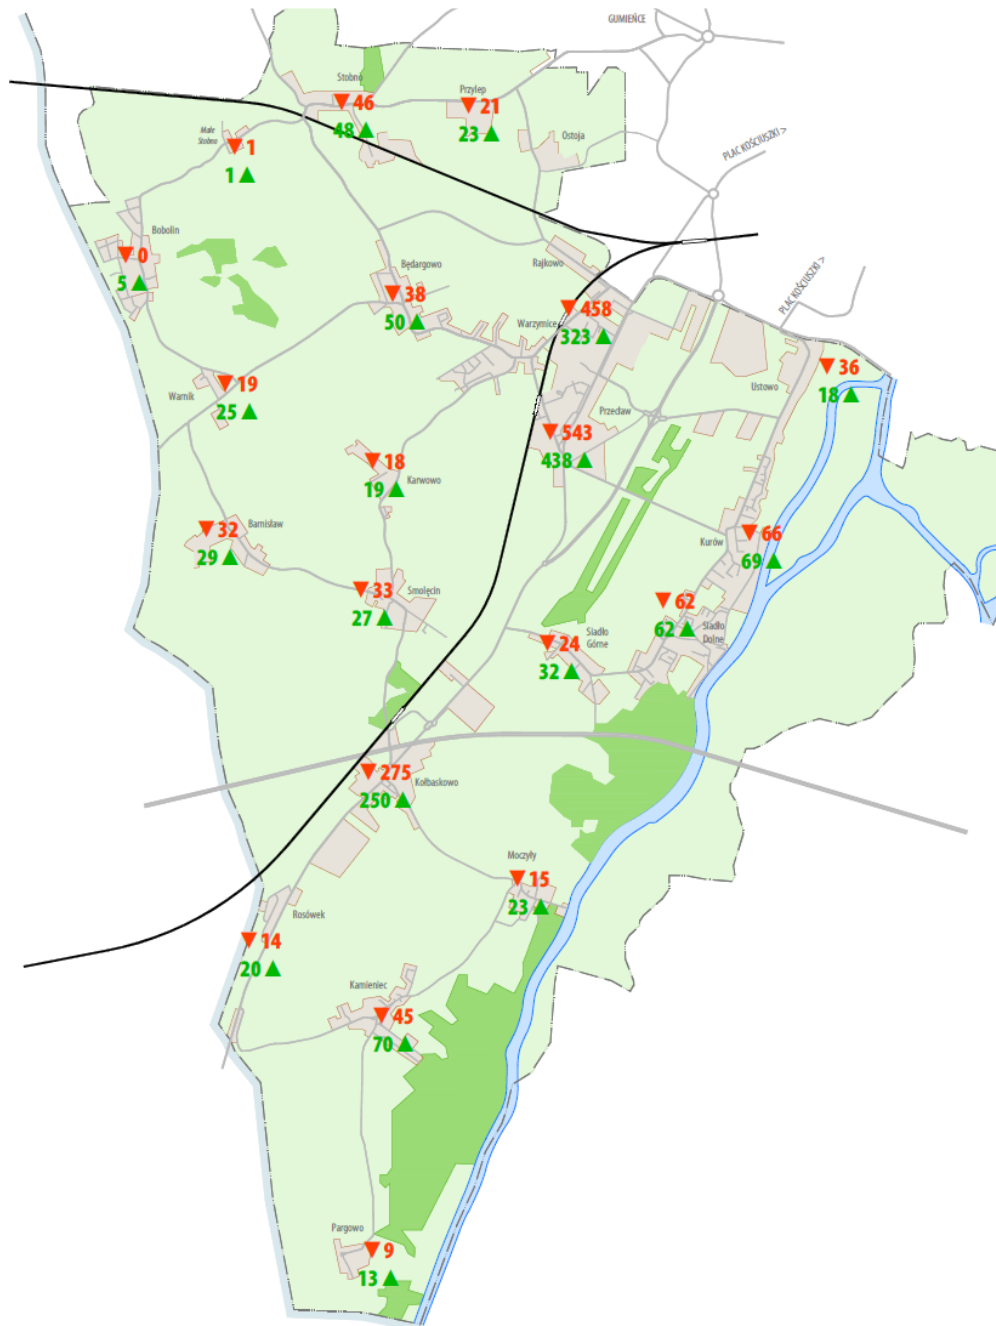 GUMIEŃCE
Stobno
46
48
Przylep
21
23
Ostoja
Małe
Stobno
1
1
PLAC KOŚCIUSZKI >
Bobolin
0
5
Będargowo
38
50
Rajkowo
PLAC KOŚCIUSZKI >
Warzymice
458
323
Warnik
19
25
36
18
Ustowo
Przecław
543
438
18
19
Karwowo
32
29
Barnisław
Kurów
66
69
33
27
Smolęcin
62
62
Siadło
Dolne
24
32
Siadło
Górne
275
250
Kołbaskowo
Moczyły
15
23
Rosówek
14
20
Kamieniec
45
70
Pargowo
9
13